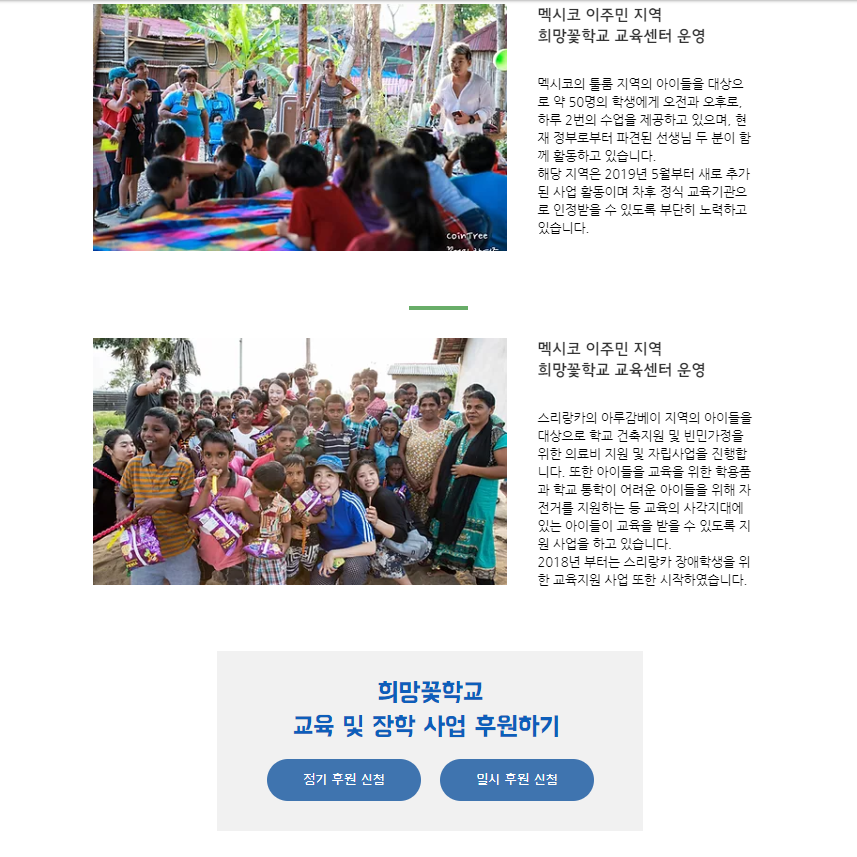 멕시코 이주민 지역
희망꽃학교 교육센터 운영
멕시코의 툴룸 지역의 아이들을 대상으
로 약 50명의 학생에게 오전과 오후로,
하루 2번의 수업을 제공하고 있으며, 현
재 정부로부터 파견된 선생님 두 분이 함
께 활동하고 있습니다.
해당 지역은 2019년 5월부터 새로 추가
된 사업 활동이며 차후 정식 교육기관으
로 인정받을 수 있도록 부단히 노력하고
있습니다.
CoinTree
멕시코 이주민 지역
희망꽃학교 교육센터 운영
스리랑카의 아루감베이 지역의 아이들을
대상으로 학교 건축지원 및 빈민가정을
위한 의료비 지원 및 자립사업을 진행합
니다. 또한 아이들을 교육을 위한 학용품
과 학교 통학이 어려운 아이들을 위해 자
전거를 지원하는 등 교육의 사각지대에
있는 아이들이 교육을 받을 수 있도록 지
원 사업을 하고 있습니다.
2018년 부터는 스리랑카 장애학생을 위
한 교육지원 사업 또한 시작하였습니다.
희망꽃학교
교육 및 장학 사업 후원하기
정기 후원 신청
일시 후원 신청